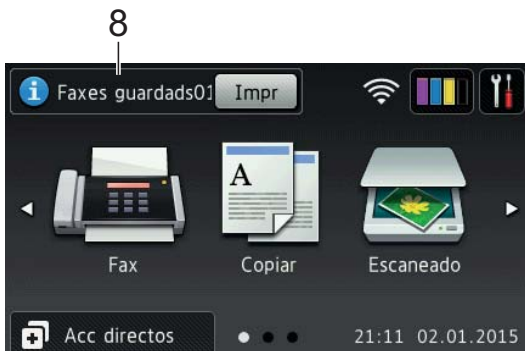 8
Faxes guardads01
Impr
A
Fax
Copiar
Escaneado
Acc directos
21:11 02.01.2015